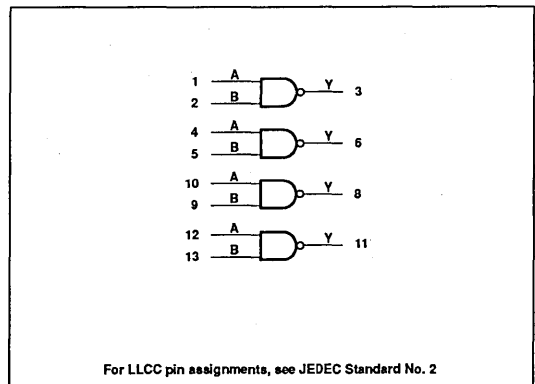 1 A Y 3
2 B
4 A Y 6
5 B
10 A Y 8
9 B
12 A Y 11
13 B
For LLCC pin assignments, see JEDEC Standard No. 2